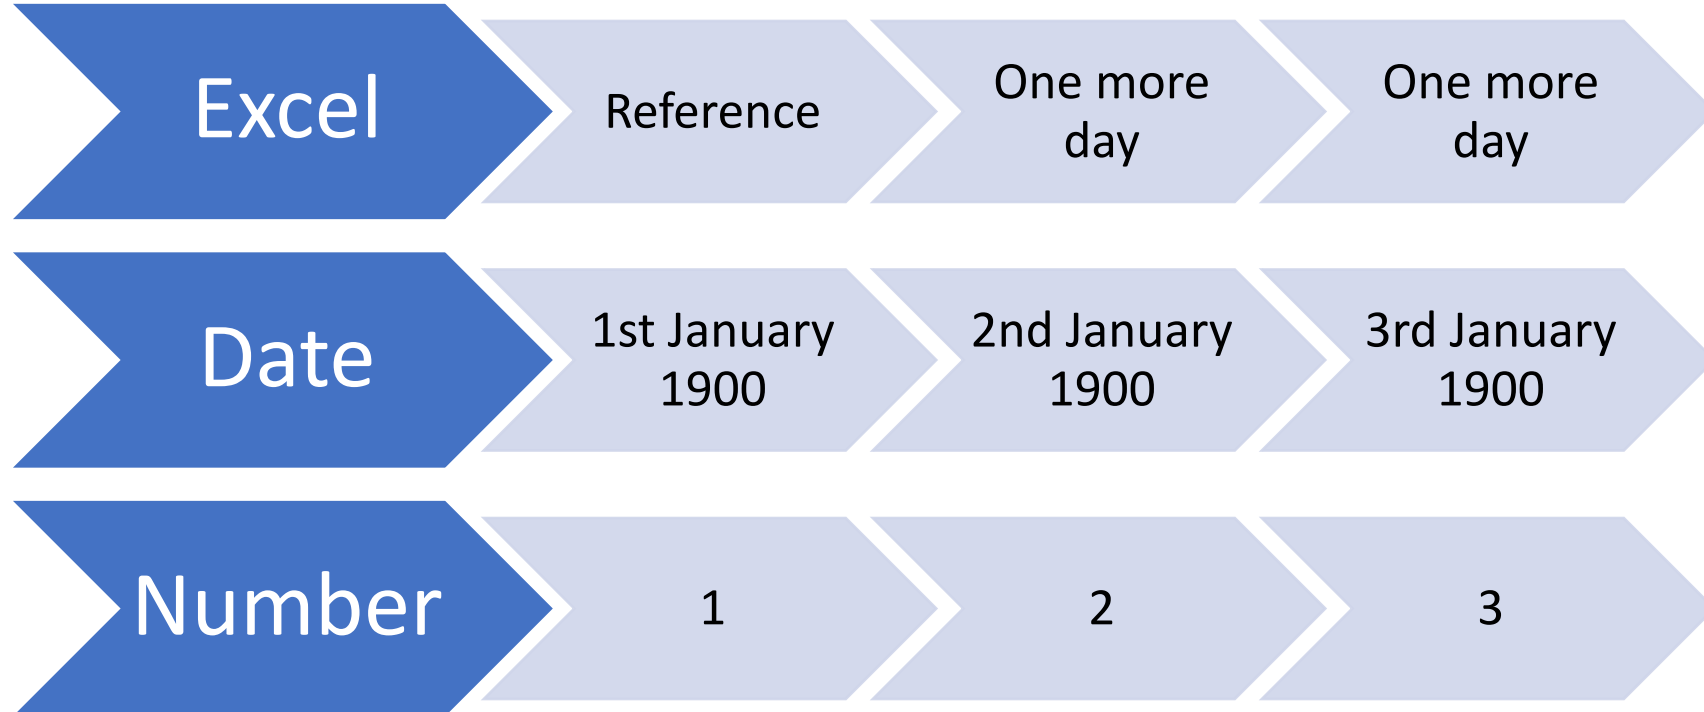 Excel
Reference
One more
day
One more
day
Date
1st January
1900
2nd January
1900
3rd January
1900
Number
1
2
3